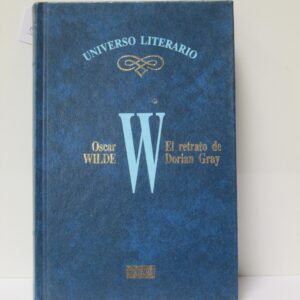 UNIVERSO LITERARIO
Oscar
WILDE
W
El retrato de
Dorian Gray